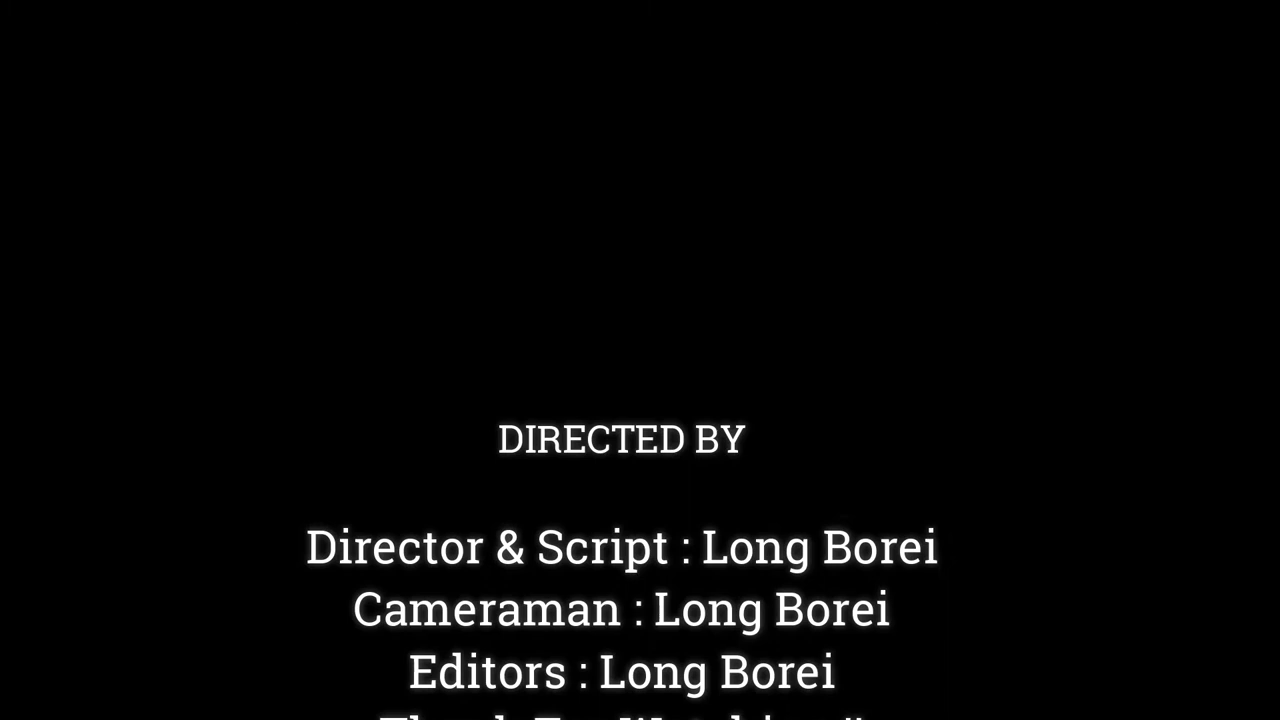 DIRECTED BY
Director & Script : Long Borei
Cameraman : Long Borei
Editors : Long Borei